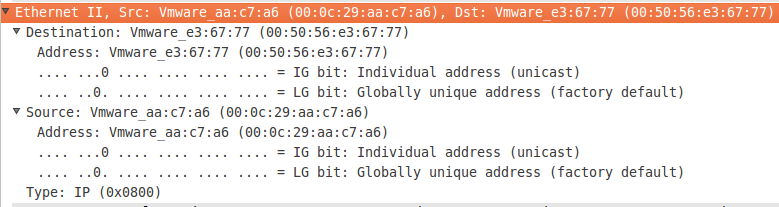 Ethernet II, Src: Vmware_aa:c7:a6 (00:0c:29:aa:c7:a6), Dst: Vmware_e3:67:77 (00:50:56:e3:67:77)
Destination: Vmware_e3:67:77 (00:50:56:e3:67:77)
Address: Vmware_e3:67:77 (00:50:56:e3:67:77)
.... ...0 .... .... .... .... = IG bit: Individual address (unicast)
.... ..0. .... .... .... .... = LG bit: Globally unique address (factory default)
Source: Vmware_aa:c7:a6 (00:0c:29:aa:c7:a6)
Address: Vmware_aa:c7:a6 (00:0c:29:aa:c7:a6)
.... ...0 .... .... .... .... = IG bit: Individual address (unicast)
.... ..0. .... .... .... .... = LG bit: Globally unique address (factory default)
Type: IP (0x0800)